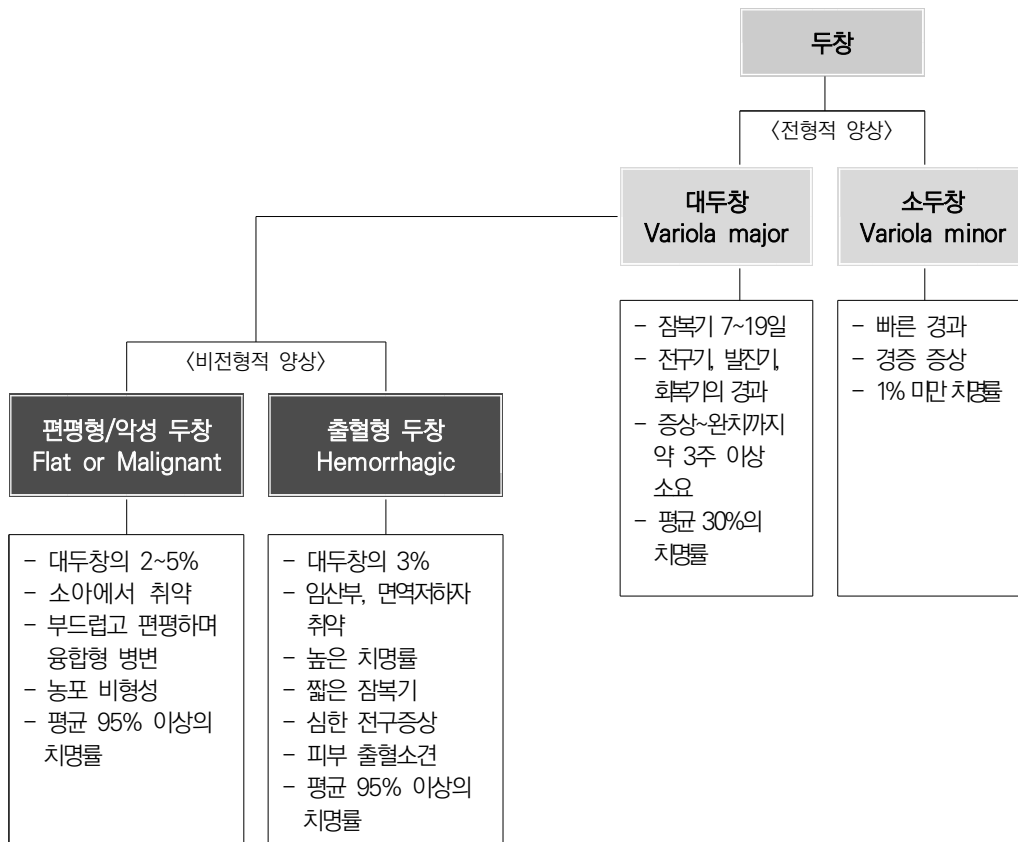 두창
〈전형적 양상〉
대두창
Variola major
소두창
Variola minor
- 잠복기 7~19일
- 전구기, 발진기,
회복기의 경과
- 증상~완치까지
약 3주 이상
소요
- 평균 30%의
치명률
- 빠른 경과
- 경증 증상
- 1% 미만 치명률
〈비전형적 양상〉
편평형/악성 두창
Flat or Malignant
출혈형 두창
Hemorrhagic
- 대두창의 2~5%
- 소아에서 취약
- 부드럽고 편평하며
융합형 병변
- 농포 비형성
- 평균 95% 이상의
치명률
- 대두창의 3%
- 임산부, 면역저하자
취약
- 높은 치명률
- 짧은 잠복기
- 심한 전구증상
- 피부 출혈소견
- 평균 95% 이상의
치명률